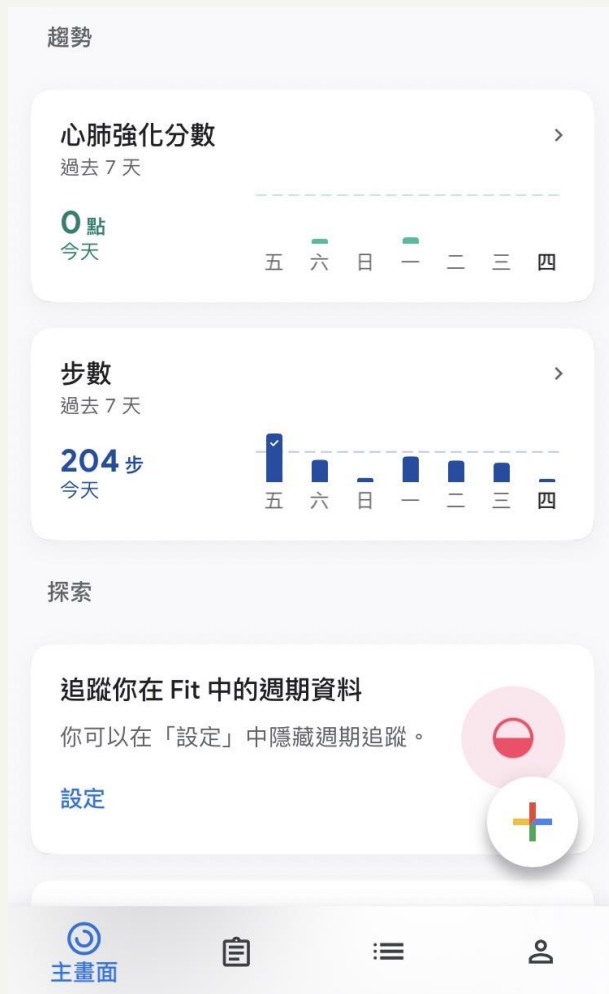 趨勢
心肺強化分數
過去 7 天
0 點
今天
五 六 日 一 二 三 四
步數
過去 7 天
204 步
今天
五 六 日 一 二 三 四
探索
追蹤你在 Fit 中的週期資料
你可以在「設定」中隱藏週期追蹤。
設定
主畫面